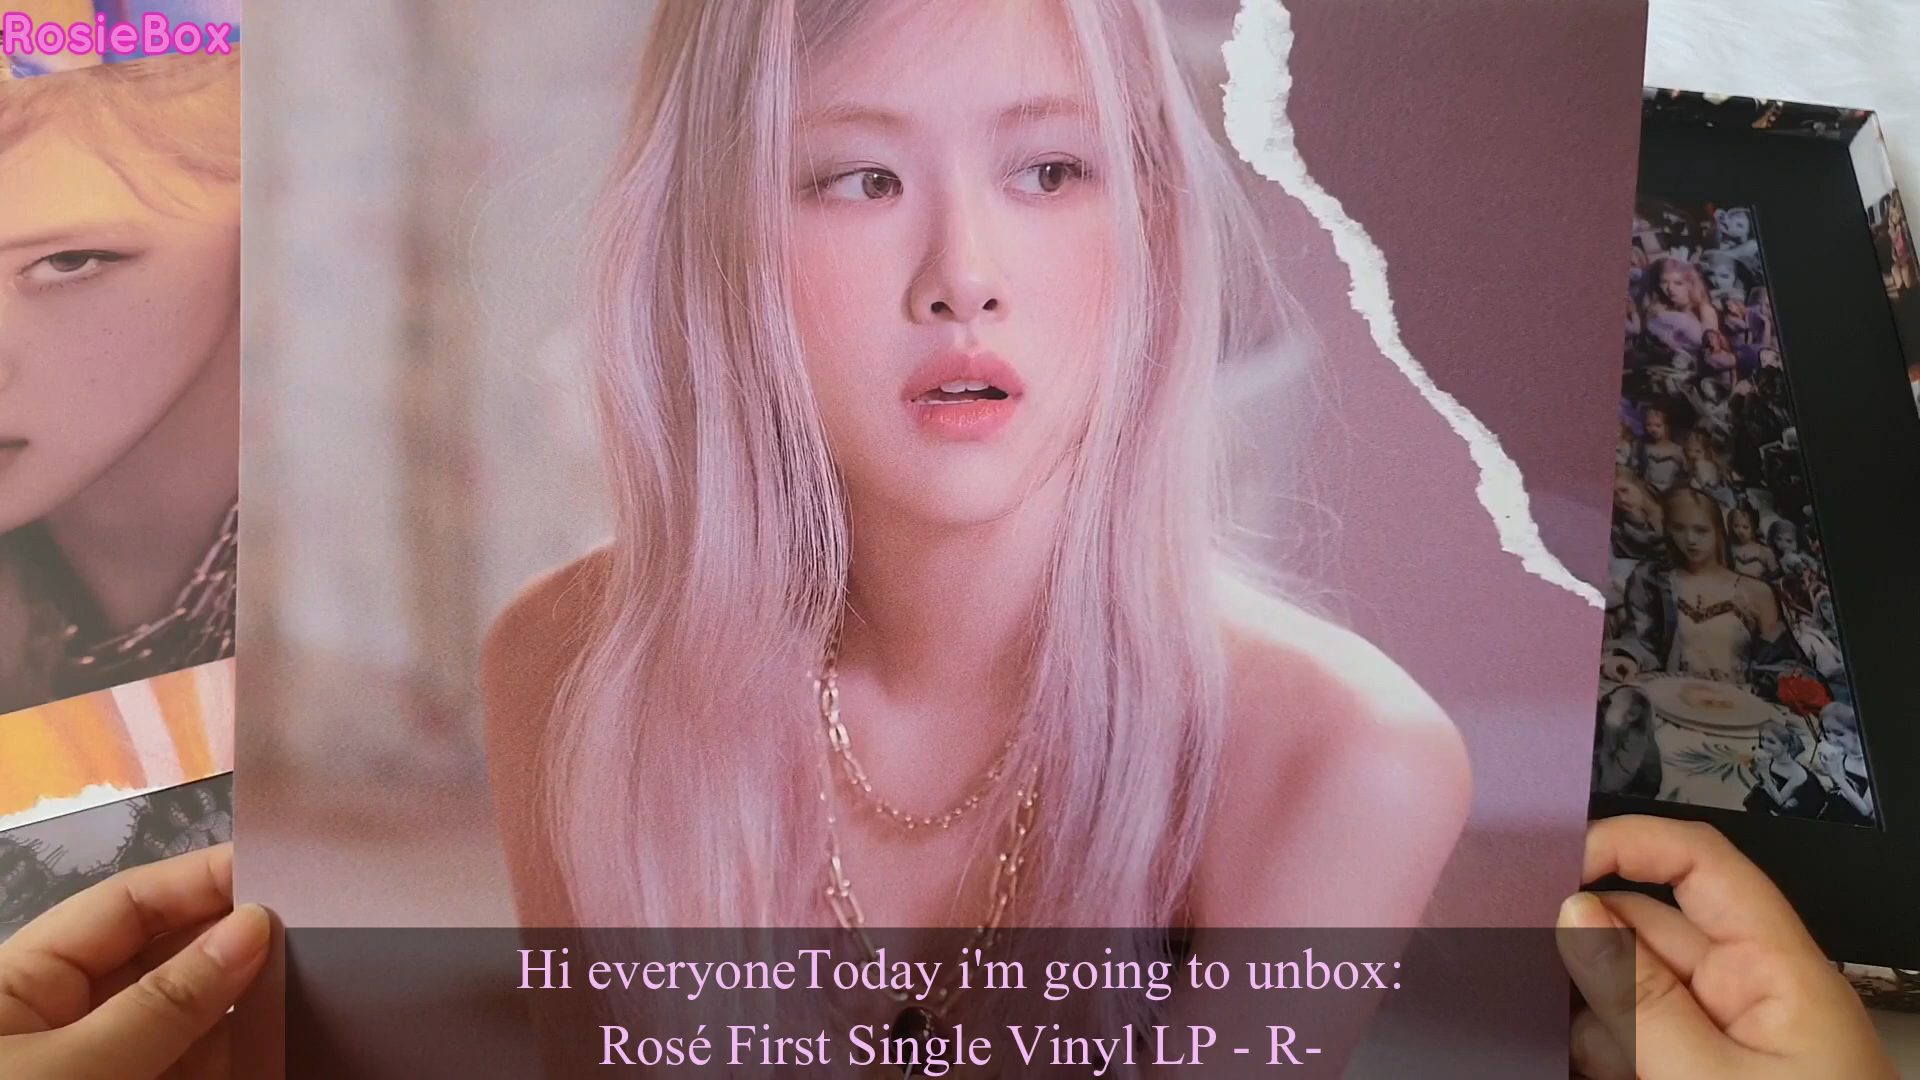 RosieBox
Hi everyoneToday i'm going to unbox:
Rosé First Single Vinyl LP - R-